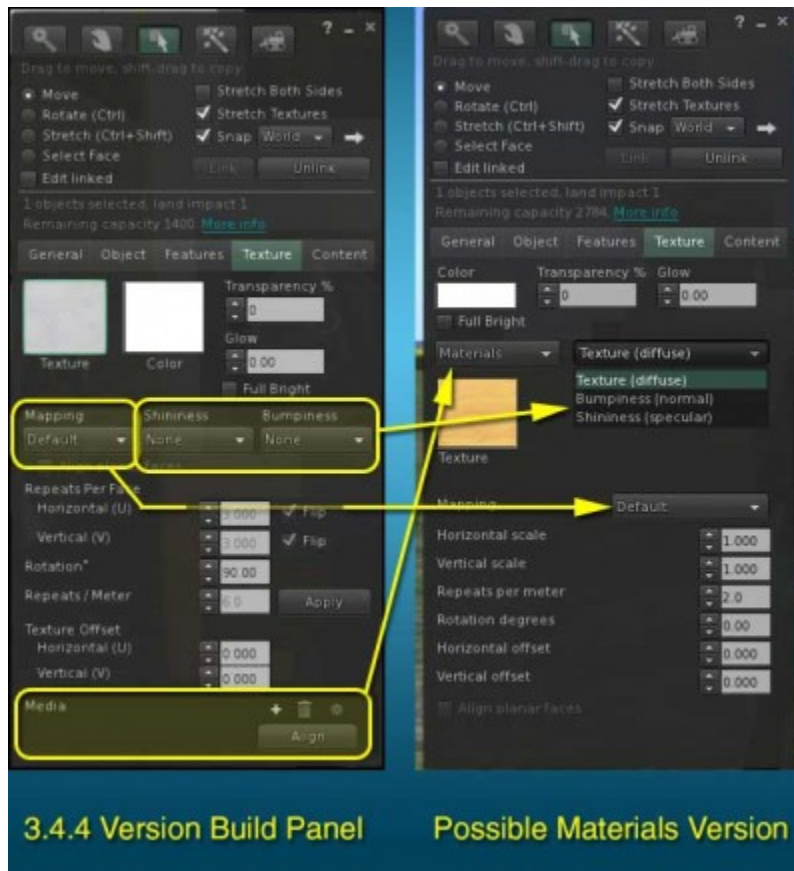 ? - ×
Drag to move, shift-drag to copy
Move
Rotate (Ctrl)
Stretch (Ctrl+Shift)
Select Face
Edit linked
Stretch Both Sides
Stretch Textures
Snap World
Link Unlink
1 objects selected, land impact 1
Remaining capacity 1400. More info
General Object Features Texture Content
Texture
Color
Transparency %
0
Glow
0.00
Full Bright
Mapping Shininess Bumpiness
Default None None
Repeats Per Face
Horizontal (U) 3.000 Flip
Vertical (V) 3.000 Flip
Rotation° 90.00
Repeats / Meter 6.0 Apply
Texture Offset
Horizontal (U) 0.000
Vertical (V) 0.000
Media
Align
3.4.4 Version Build Panel
? - ×
Drag to move, shift-drag to copy
Move
Rotate (Ctrl)
Stretch (Ctrl+Shift)
Select Face
Edit linked
Stretch Both Sides
Stretch Textures
Snap World
Link Unlink
1 objects selected, land impact 1
Remaining capacity 2784. More info
General Object Features Texture Content
Color Transparency % Glow
0 0.00
Full Bright
Materials Texture (diffuse)
Texture (diffuse)
Bumpiness (normal)
Shininess (specular)
Texture
Mapping Default
Horizontal scale 1.000
Vertical scale 1.000
Repeats per meter 2.0
Rotation degrees 0.00
Horizontal offset 0.000
Vertical offset 0.000
Align planar faces
Possible Materials Version